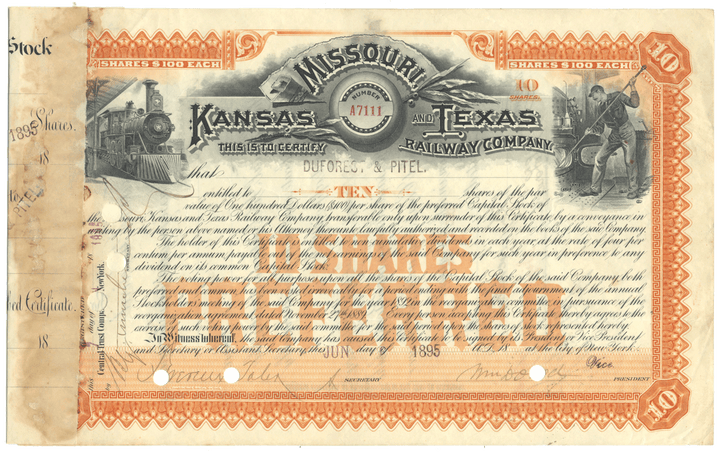 Stock
Shares.
1895
18
PITEL.
Certificate.
18
SHARES $100 EACH
SHARES $100 EACH
10
10
SHARES.
MISSOURI,
NUMBER
A7111
KANSAS AND TEXAS
THIS IS TO CERTIFY RAILWAY COMPANY.
that DUFOREST & PITEL.
entitled to TEN shares of the par
value of One Hundred Dollars ($100) per share of the preferred Capital Stock of
the Missouri, Kansas and Texas Railway Company, transferable only upon surrender of this Certificate by a conveyance in
writing by the person above named or by Attorney thereunto lawfully authorized and recorded on the books of the said Company
The holder of this Certificate is entitled to non cumulative dividends in each year at the rate of four per
centum per annum, payable out of the net earnings of said Company for such year in preference to any
dividend on its common Capital Stock.
The voting power for all purposes upon all the shares of the Capital Stock of the said Company, both
preferred and common, has been vested irrevocably for a period ending with the final adjournment of the annual
Stockholders meeting of the said Company for the year 1892 in the reorganization committee in pursuance of the
reorganization agreement dated November 27th 1889. Every person accepting this Certificate thereby agrees to the
exercise of such voting power by the said committee for the said period upon the shares of stock represented hereby.
In Witness Whereof, the said Company has caused this Certificate to be signed by its President or Vice President
and Secretary or Assistant Secretary, this day of JUN 1895 A.D. 18 at the City of New York.
10 SHARES
SECRETARY
Vice
PRESIDENT
Central Trust Comp. New York.
day of
10